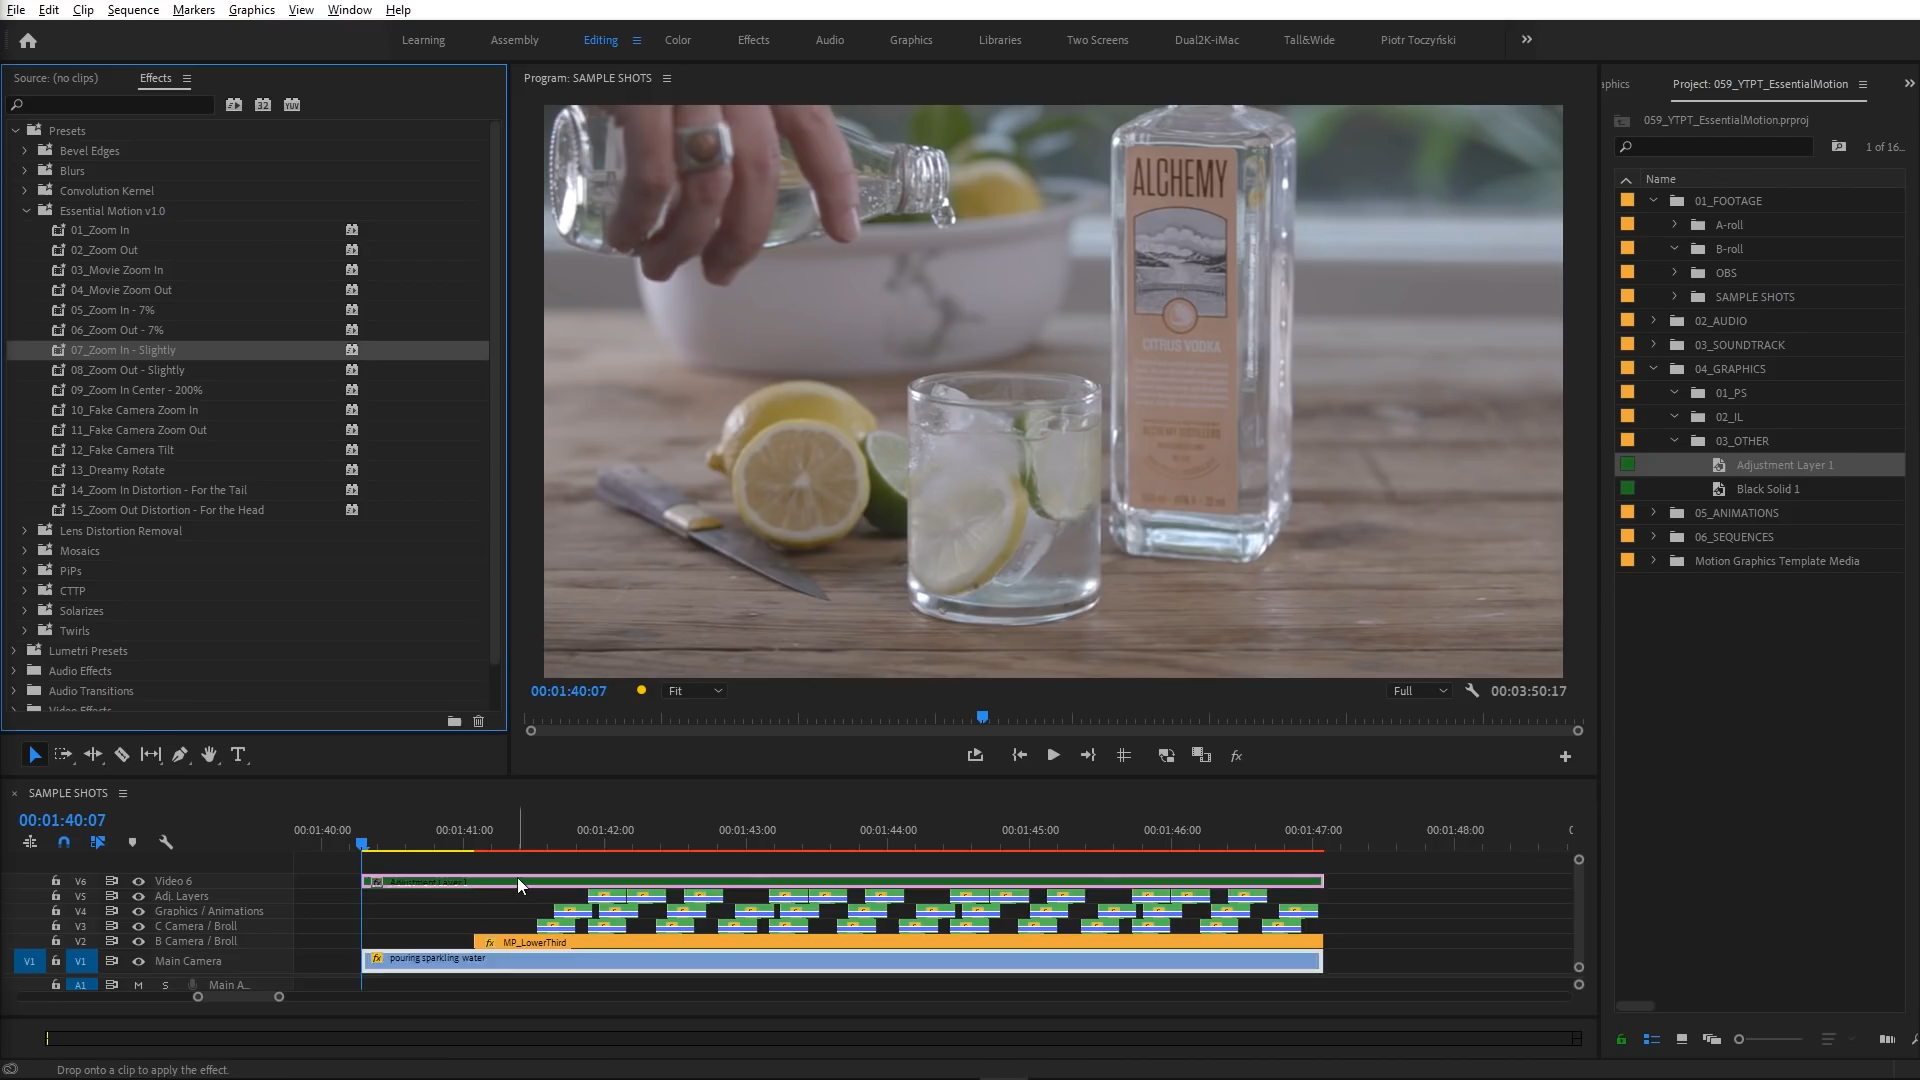 File Edit Clip Sequence Markers Graphics View Window Help
Learning Assembly Editing Color Effects Audio Graphics Libraries Two Screens Dual2K-iMac Tall&Wide Piotr Toczyński
Source: (no clips) Effects
Program: SAMPLE SHOTS
Project: 059_YTPT_EssentialMotion
059_YTPT_EssentialMotion.prproj
32 YUV
1 of 16...
Presets
Bevel Edges
Blurs
Convolution Kernel
Essential Motion v1.0
01_Zoom In
02_Zoom Out
03_Movie Zoom In
04_Movie Zoom Out
05_Zoom In - 7%
06_Zoom Out - 7%
07_Zoom In - Slightly
08_Zoom Out - Slightly
09_Zoom In Center - 200%
10_Fake Camera Zoom In
11_Fake Camera Zoom Out
12_Fake Camera Tilt
13_Dreamy Rotate
14_Zoom In Distortion - For the Tail
15_Zoom Out Distortion - For the Head
Lens Distortion Removal
Mosaics
PiPs
CTTP
Solarizes
Twirls
Lumetri Presets
Audio Effects
Audio Transitions
Video Effects
ALCHEMY
CITRUS VODKA
Name
01_FOOTAGE
A-roll
B-roll
OBS
SAMPLE SHOTS
02_AUDIO
03_SOUNDTRACK
04_GRAPHICS
01_PS
02_IL
03_OTHER
Adjustment Layer 1
Black Solid 1
05_ANIMATIONS
06_SEQUENCES
Motion Graphics Template Media
00:01:40:07 Fit Full 00:03:50:17
fx
SAMPLE SHOTS
00:01:40:07
00:01:40:00 00:01:41:00 00:01:42:00 00:01:43:00 00:01:44:00 00:01:45:00 00:01:46:00 00:01:47:00 00:01:48:00
V6 Video 6 Adjustment Layer 1
V5 Adj. Layers
V4 Graphics / Animations
V3 C Camera / Broll
V2 B Camera / Broll fx MP_LowerThird
V1 V1 Main Camera fx pouring sparkling water
A1 M S Main A...
Drop onto a clip to apply the effect.